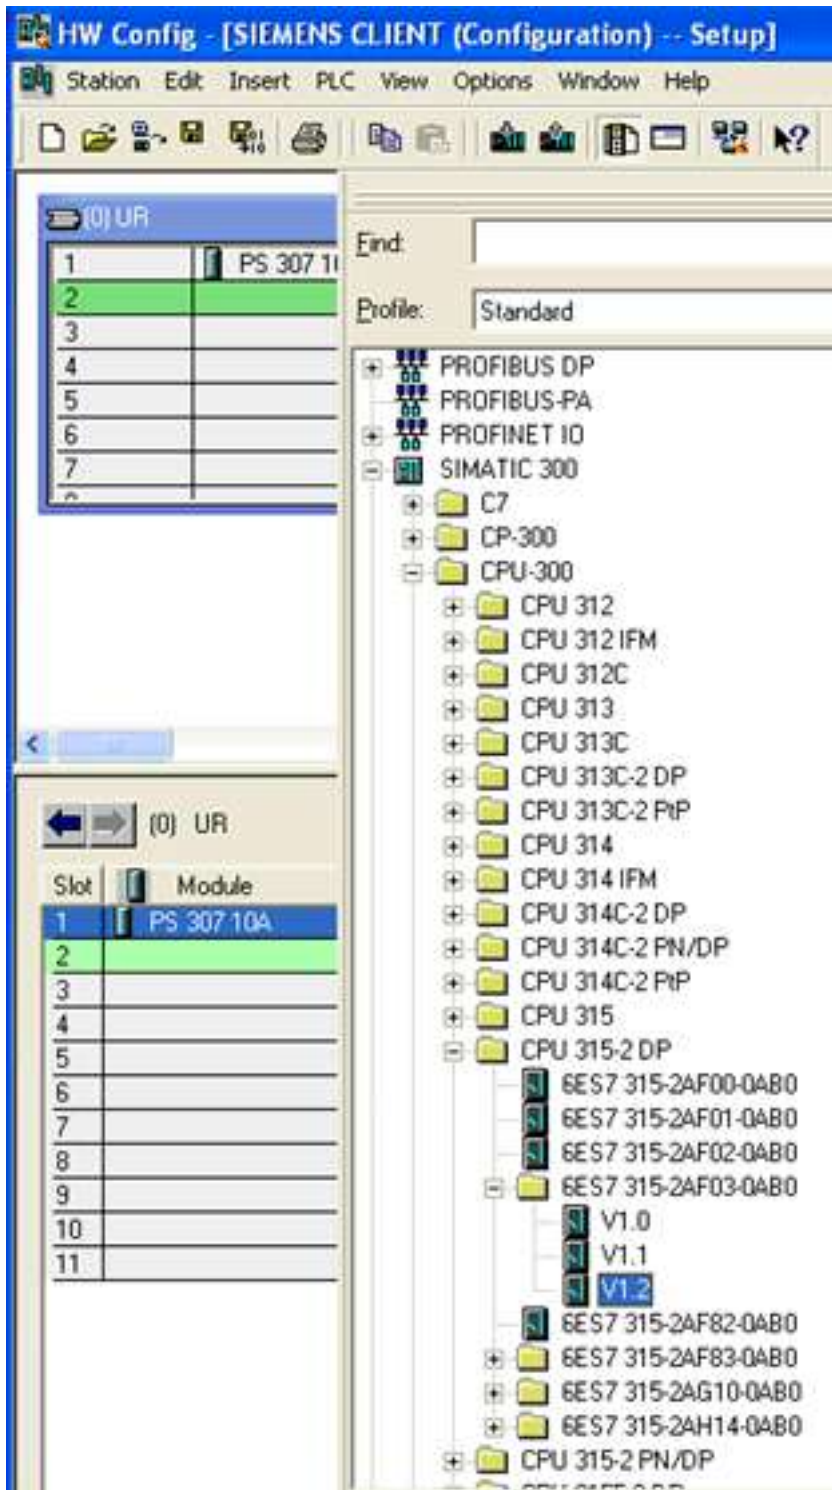 HW Config - [SIEMENS CLIENT (Configuration) -- Setup]
Station Edit Insert PLC View Options Window Help
(0) UR
1 PS 307 10
2
3
4
5
6
7
Find:
Profile: Standard
PROFIBUS DP
PROFIBUS-PA
PROFINET IO
SIMATIC 300
C7
CP-300
CPU-300
CPU 312
CPU 312 IFM
CPU 312C
CPU 313
CPU 313C
CPU 313C-2 DP
CPU 313C-2 PtP
CPU 314
CPU 314 IFM
CPU 314C-2 DP
CPU 314C-2 PN/DP
CPU 314C-2 PtP
CPU 315
CPU 315-2 DP
6ES7 315-2AF00-0AB0
6ES7 315-2AF01-0AB0
6ES7 315-2AF02-0AB0
6ES7 315-2AF03-0AB0
V1.0
V1.1
V1.2
6ES7 315-2AF82-0AB0
6ES7 315-2AF83-0AB0
6ES7 315-2AG10-0AB0
6ES7 315-2AH14-0AB0
CPU 315-2 PN/DP
(0) UR
Slot Module
1 PS 307 10A
2
3
4
5
6
7
8
9
10
11